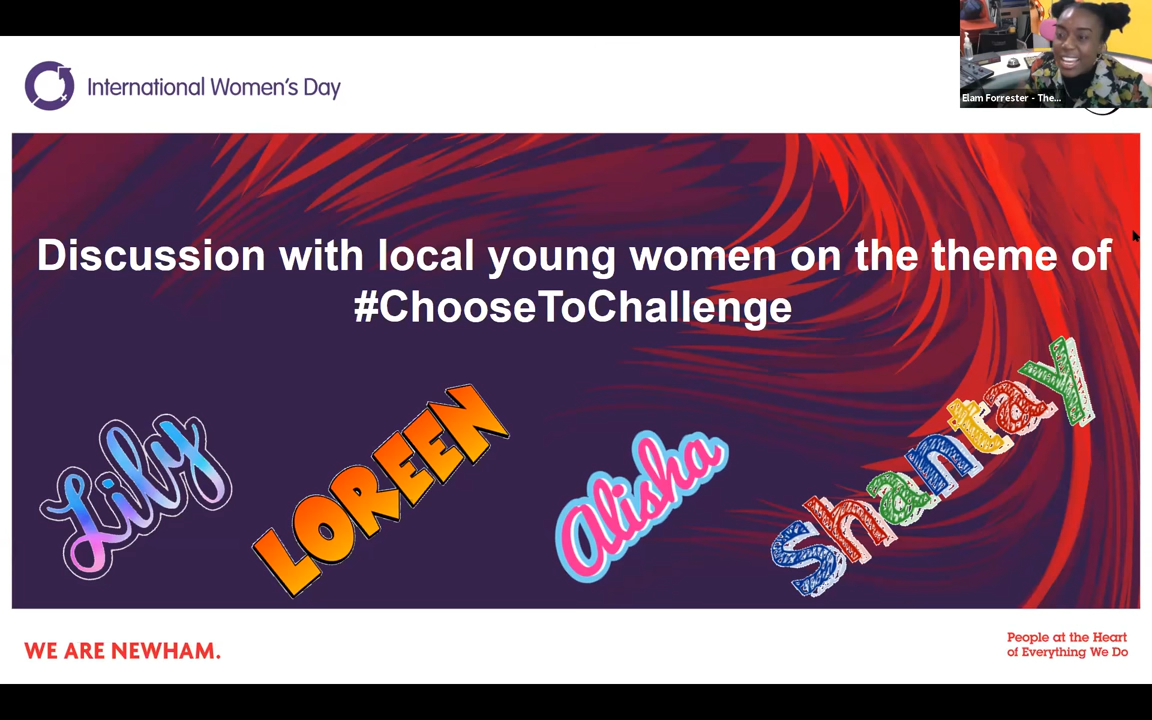 International Women's Day
Elam Forrester - The...
Discussion with local young women on the theme of
#ChooseToChallenge
Lily
LOREEN
Alisha
Shantay
WE ARE NEWHAM.
People at the Heart
of Everything We Do